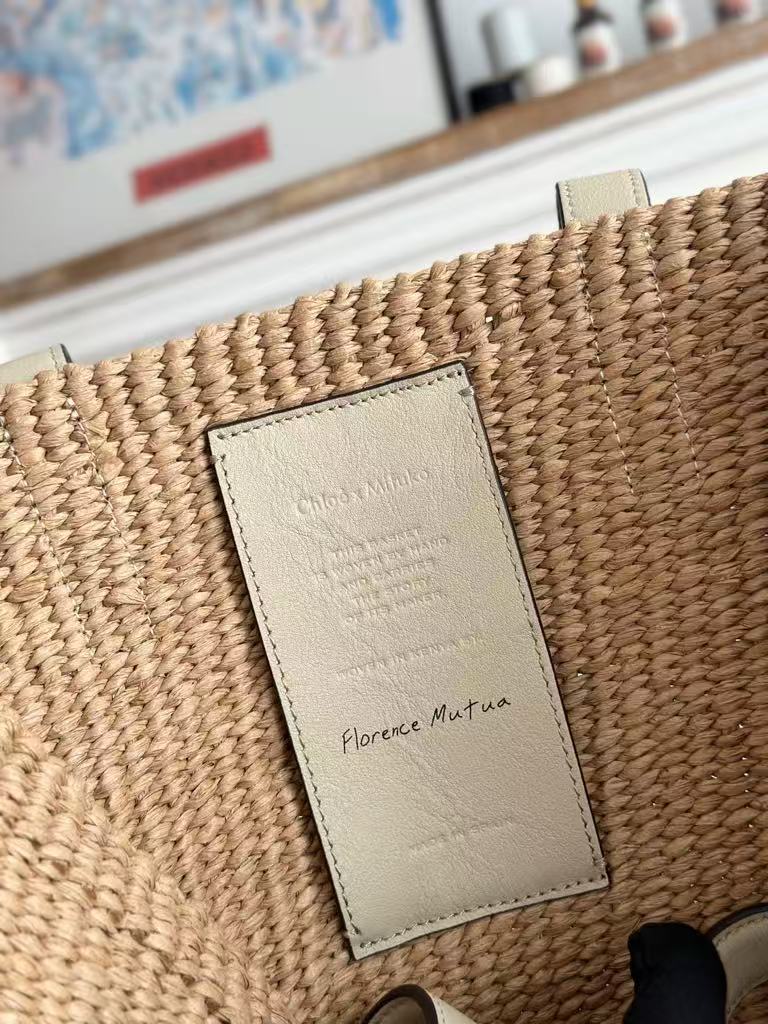 Chloé x Mifuko
THIS BASKET
IS WOVEN BY HAND
AND CARRIES
THE STORY
OF ITS MAKER
WOVEN IN KENYA BY
Florence Mutua
MADE IN